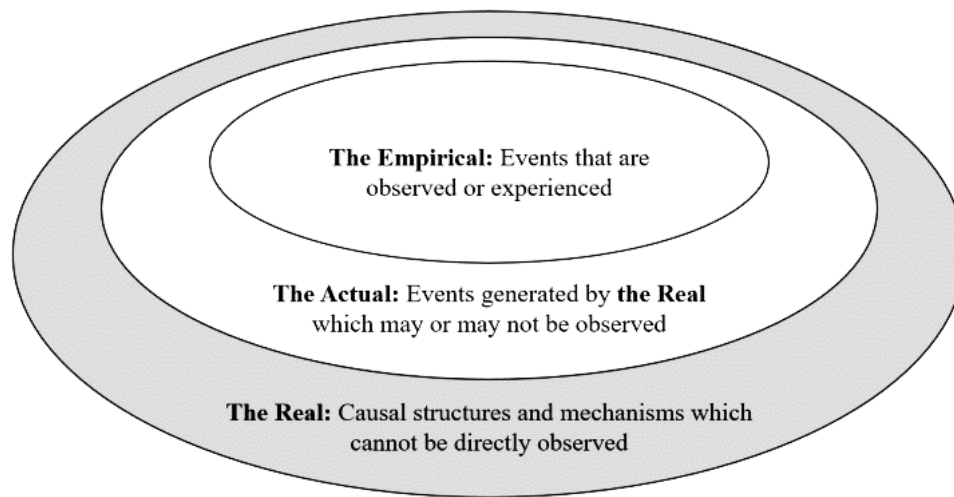 The Empirical: Events that are
observed or experienced
The Actual: Events generated by the Real
which may or may not be observed
The Real: Causal structures and mechanisms which
cannot be directly observed